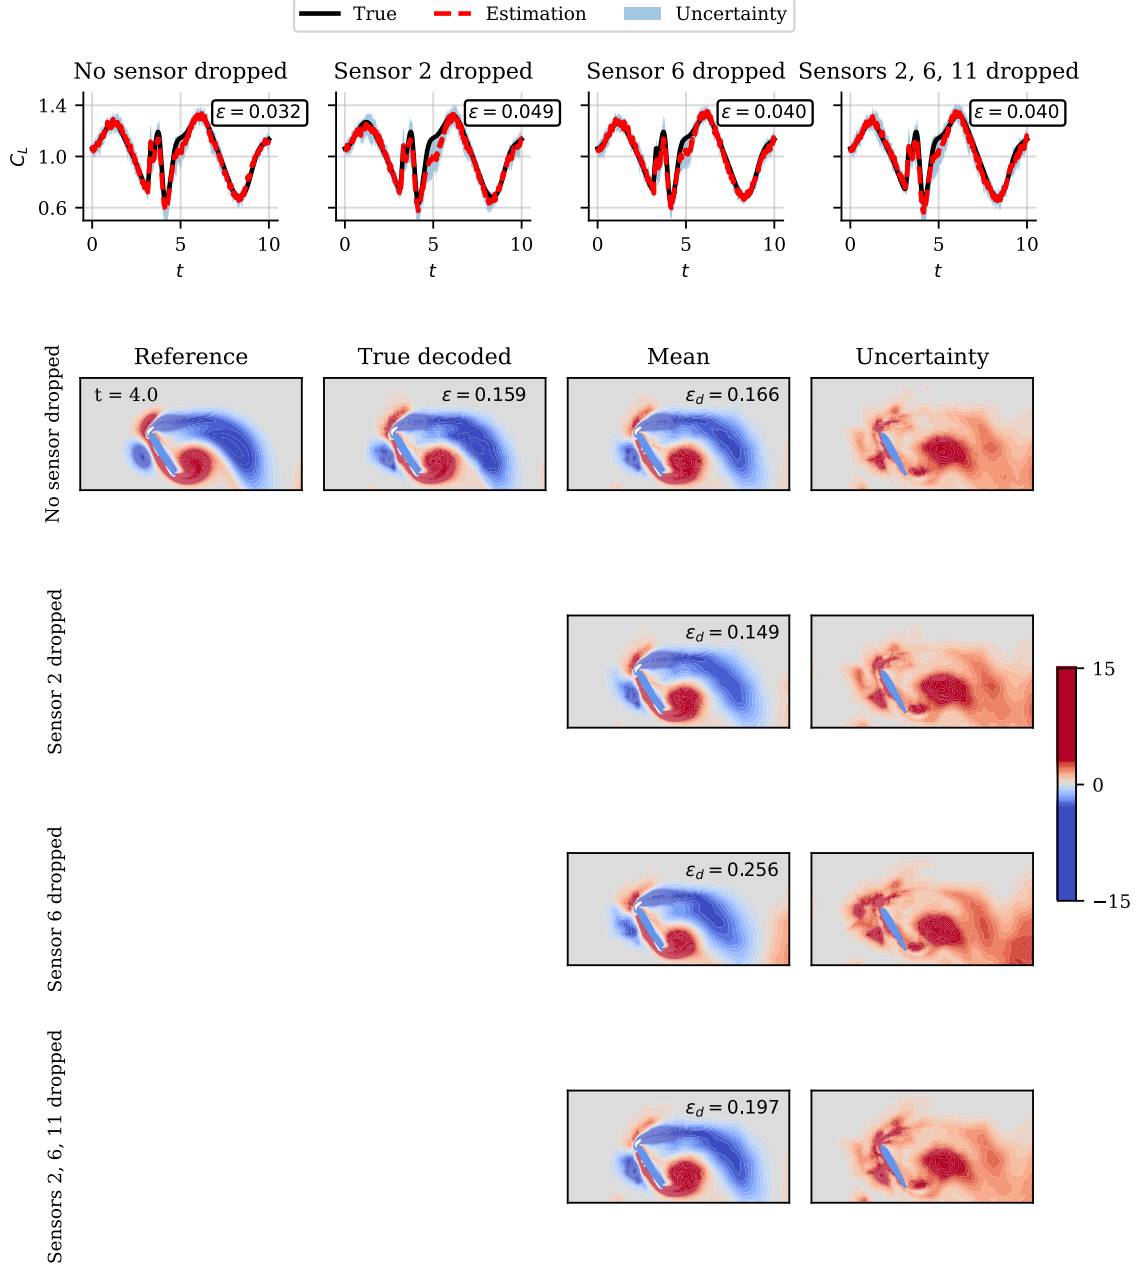 True Estimation Uncertainty
No sensor dropped Sensor 2 dropped Sensor 6 dropped Sensors 2, 6, 11 dropped
1.4
1.0
0.6
C_L
ε = 0.032
ε = 0.049
ε = 0.040
ε = 0.040
0 5 10 0 5 10 0 5 10 0 5 10
t t t t
Reference True decoded Mean Uncertainty
No sensor dropped
t = 4.0
ε = 0.159
ε_d = 0.166
Sensor 2 dropped
ε_d = 0.149
Sensor 6 dropped
ε_d = 0.256
Sensors 2, 6, 11 dropped
ε_d = 0.197
15
0
−15